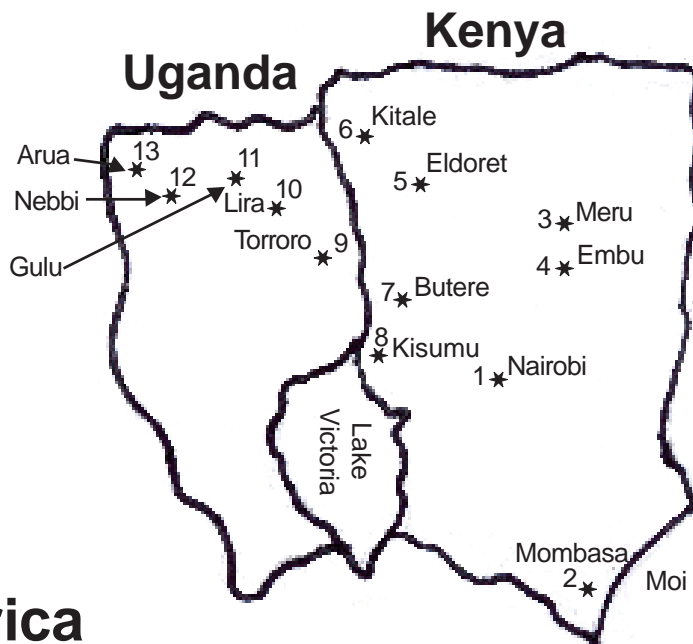 Kenya
Uganda
6 Kitale
Arua 13
11
5 Eldoret
12
Nebbi
Lira 10
3 Meru
Torroro 9
4 Embu
Gulu
7 Butere
8 Kisumu
1 Nairobi
Lake
Victoria
Mombasa
2
Moi
rica